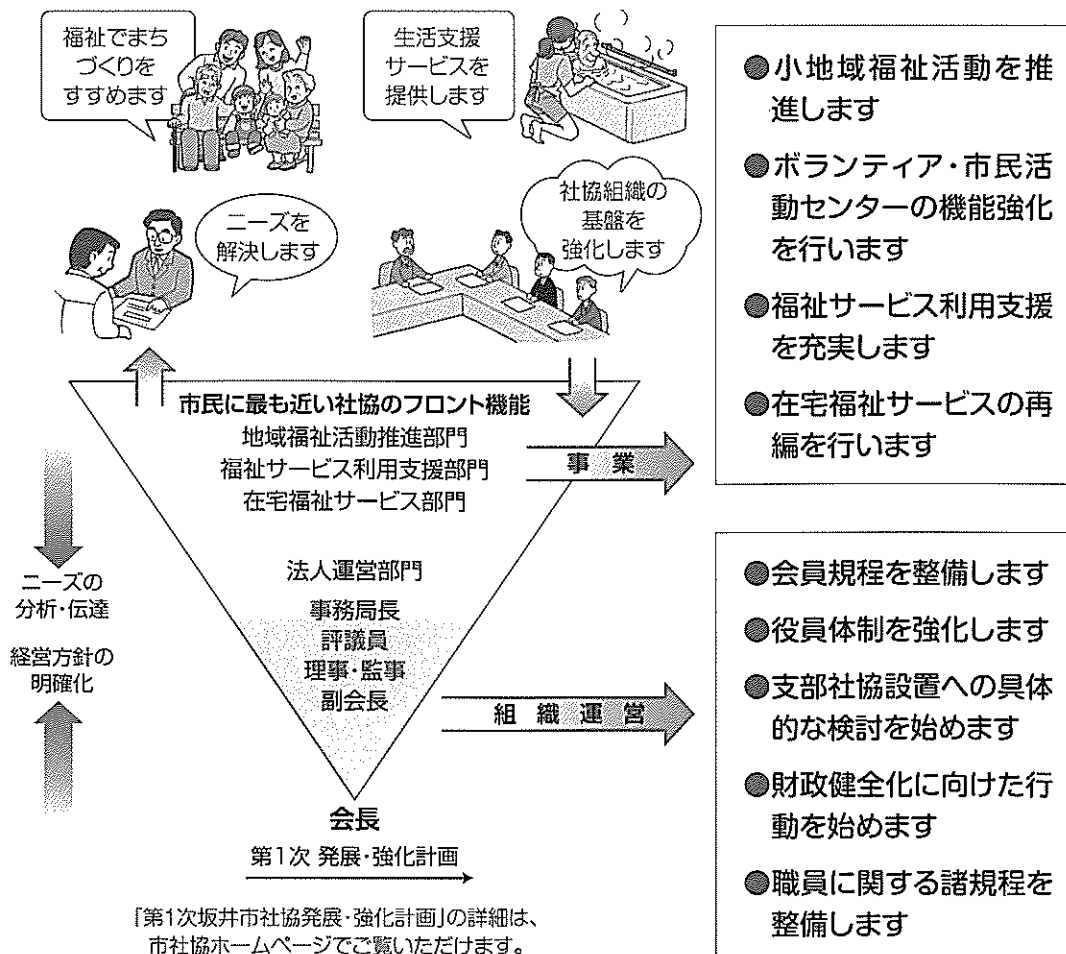 福祉でまち
づくりを
すすめます
生活支援
サービスを
提供します
ニーズを
解決します
社協組織の
基盤を
強化します
市民に最も近い社協のフロント機能
地域福祉活動推進部門
福祉サービス利用支援部門
在宅福祉サービス部門
事業
法人運営部門
事務局長
評議員
理事・監事
副会長
組織運営
会長
ニーズの
分析・伝達
経営方針の
明確化
第1次 発展・強化計画
「第1次坂井市社協発展・強化計画」の詳細は、
市社協ホームページでご覧いただけます。
●小地域福祉活動を推
進します
●ボランティア・市民活
動センターの機能強化
を行います
●福祉サービス利用支援
を充実します
●在宅福祉サービスの再
編を行います
●会員規程を整備します
●役員体制を強化します
●支部社協設置への具体
的な検討を始めます
●財政健全化に向けた行
動を始めます
●職員に関する諸規程を
整備します